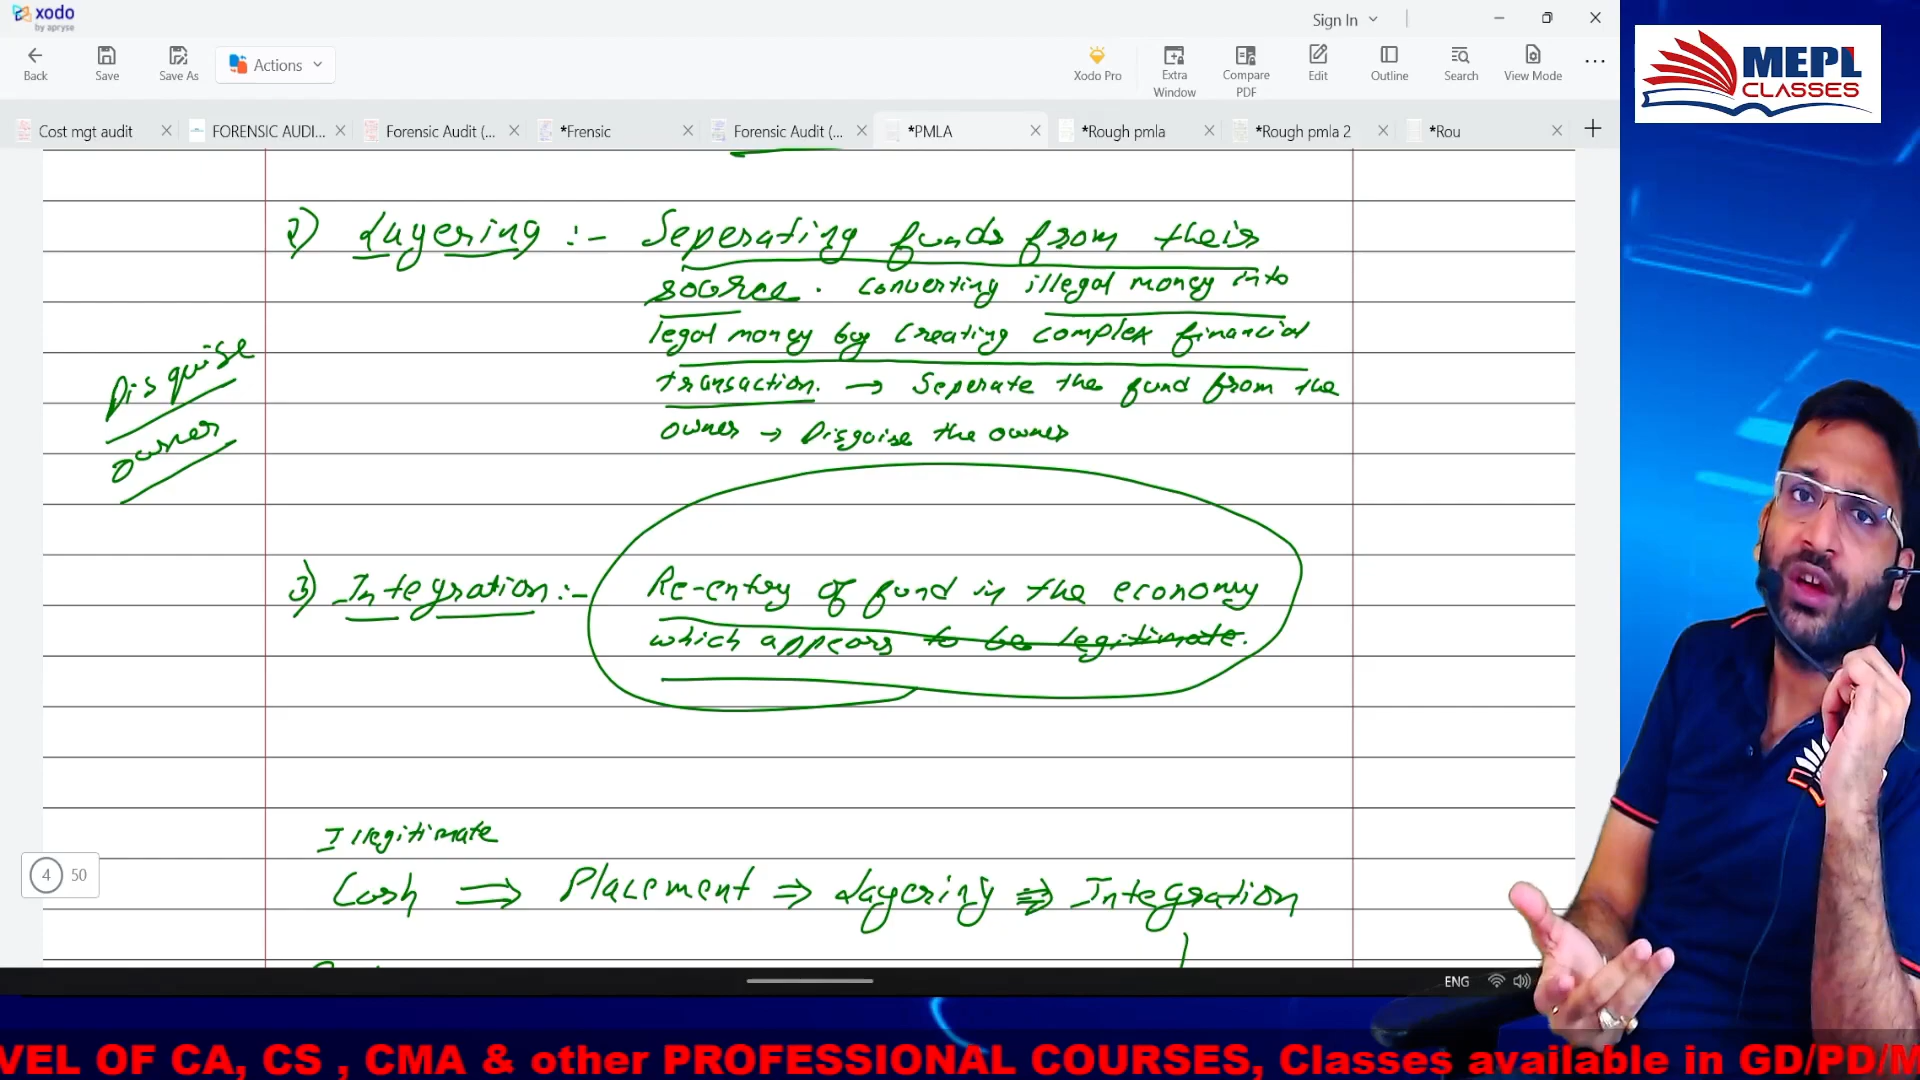 xodo
by apryse
Sign In
Back
Save
Save As
Actions
Xodo Pro
Extra Window
Compare PDF
Edit
Outline
Search
View Mode
Cost mgt audit
FORENSIC AUDI...
Forensic Audit (...
*Frensic
Forensic Audit (...
*PMLA
*Rough pmla
*Rough pmla 2
*Rou
MEPL
CLASSES
2) Layering :- Seperating funds from their
source. Converting illegal money into
legal money by creating complex financial
transaction. → Seperate the fund from the
owner → Disguise the owner
Disguise
owner
3) Integration :- Re-entry of fund in the economy
which appears to be legitimate.
Illegitimate
Cash ⇒ Placement ⇒ Layering ⇒ Integration
4 50
ENG
VEL OF CA, CS , CMA & other PROFESSIONAL COURSES, Classes available in GD/PD/M